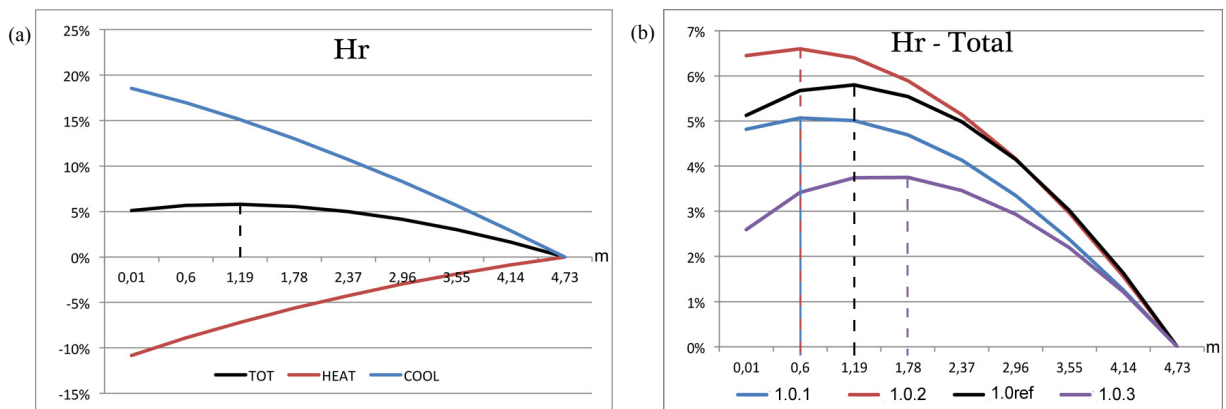 (a)
Hr
25%
20%
15%
10%
5%
0%
-5%
-10%
-15%
0,01 0,6 1,19 1,78 2,37 2,96 3,55 4,14 4,73 m
TOT HEAT COOL
(b)
Hr - Total
7%
6%
5%
4%
3%
2%
1%
0%
0,01 0,6 1,19 1,78 2,37 2,96 3,55 4,14 4,73 m
1.0.1 1.0.2 1.0ref 1.0.3